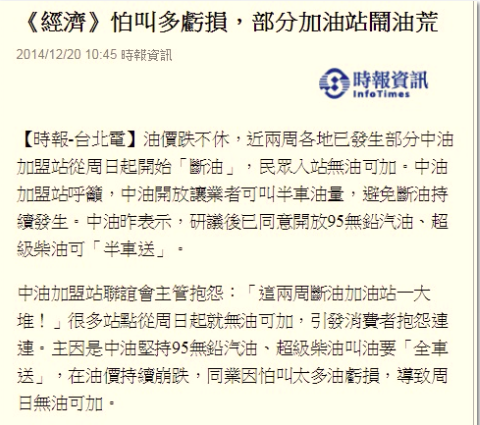 《經濟》怕叫多虧損，部分加油站鬧油荒
2014/12/20 10:45 時報資訊
時報資訊
InfoTimes
【時報-台北電】油價跌不休，近兩周各地已發生部分中油
加盟站從周日起開始「斷油」，民眾入站無油可加。中油
加盟站呼籲，中油開放讓業者可叫半車油量，避免斷油持
續發生。中油昨表示，研議後已同意開放95無鉛汽油、超
級柴油可「半車送」。
中油加盟站聯誼會主管抱怨：「這兩周斷油加油站一大
堆！」很多站點從周日起就無油可加，引發消費者抱怨連
連。主因是中油堅持95無鉛汽油、超級柴油叫油要「全車
送」，在油價持續崩跌，同業因怕叫太多油虧損，導致周
日無油可加。